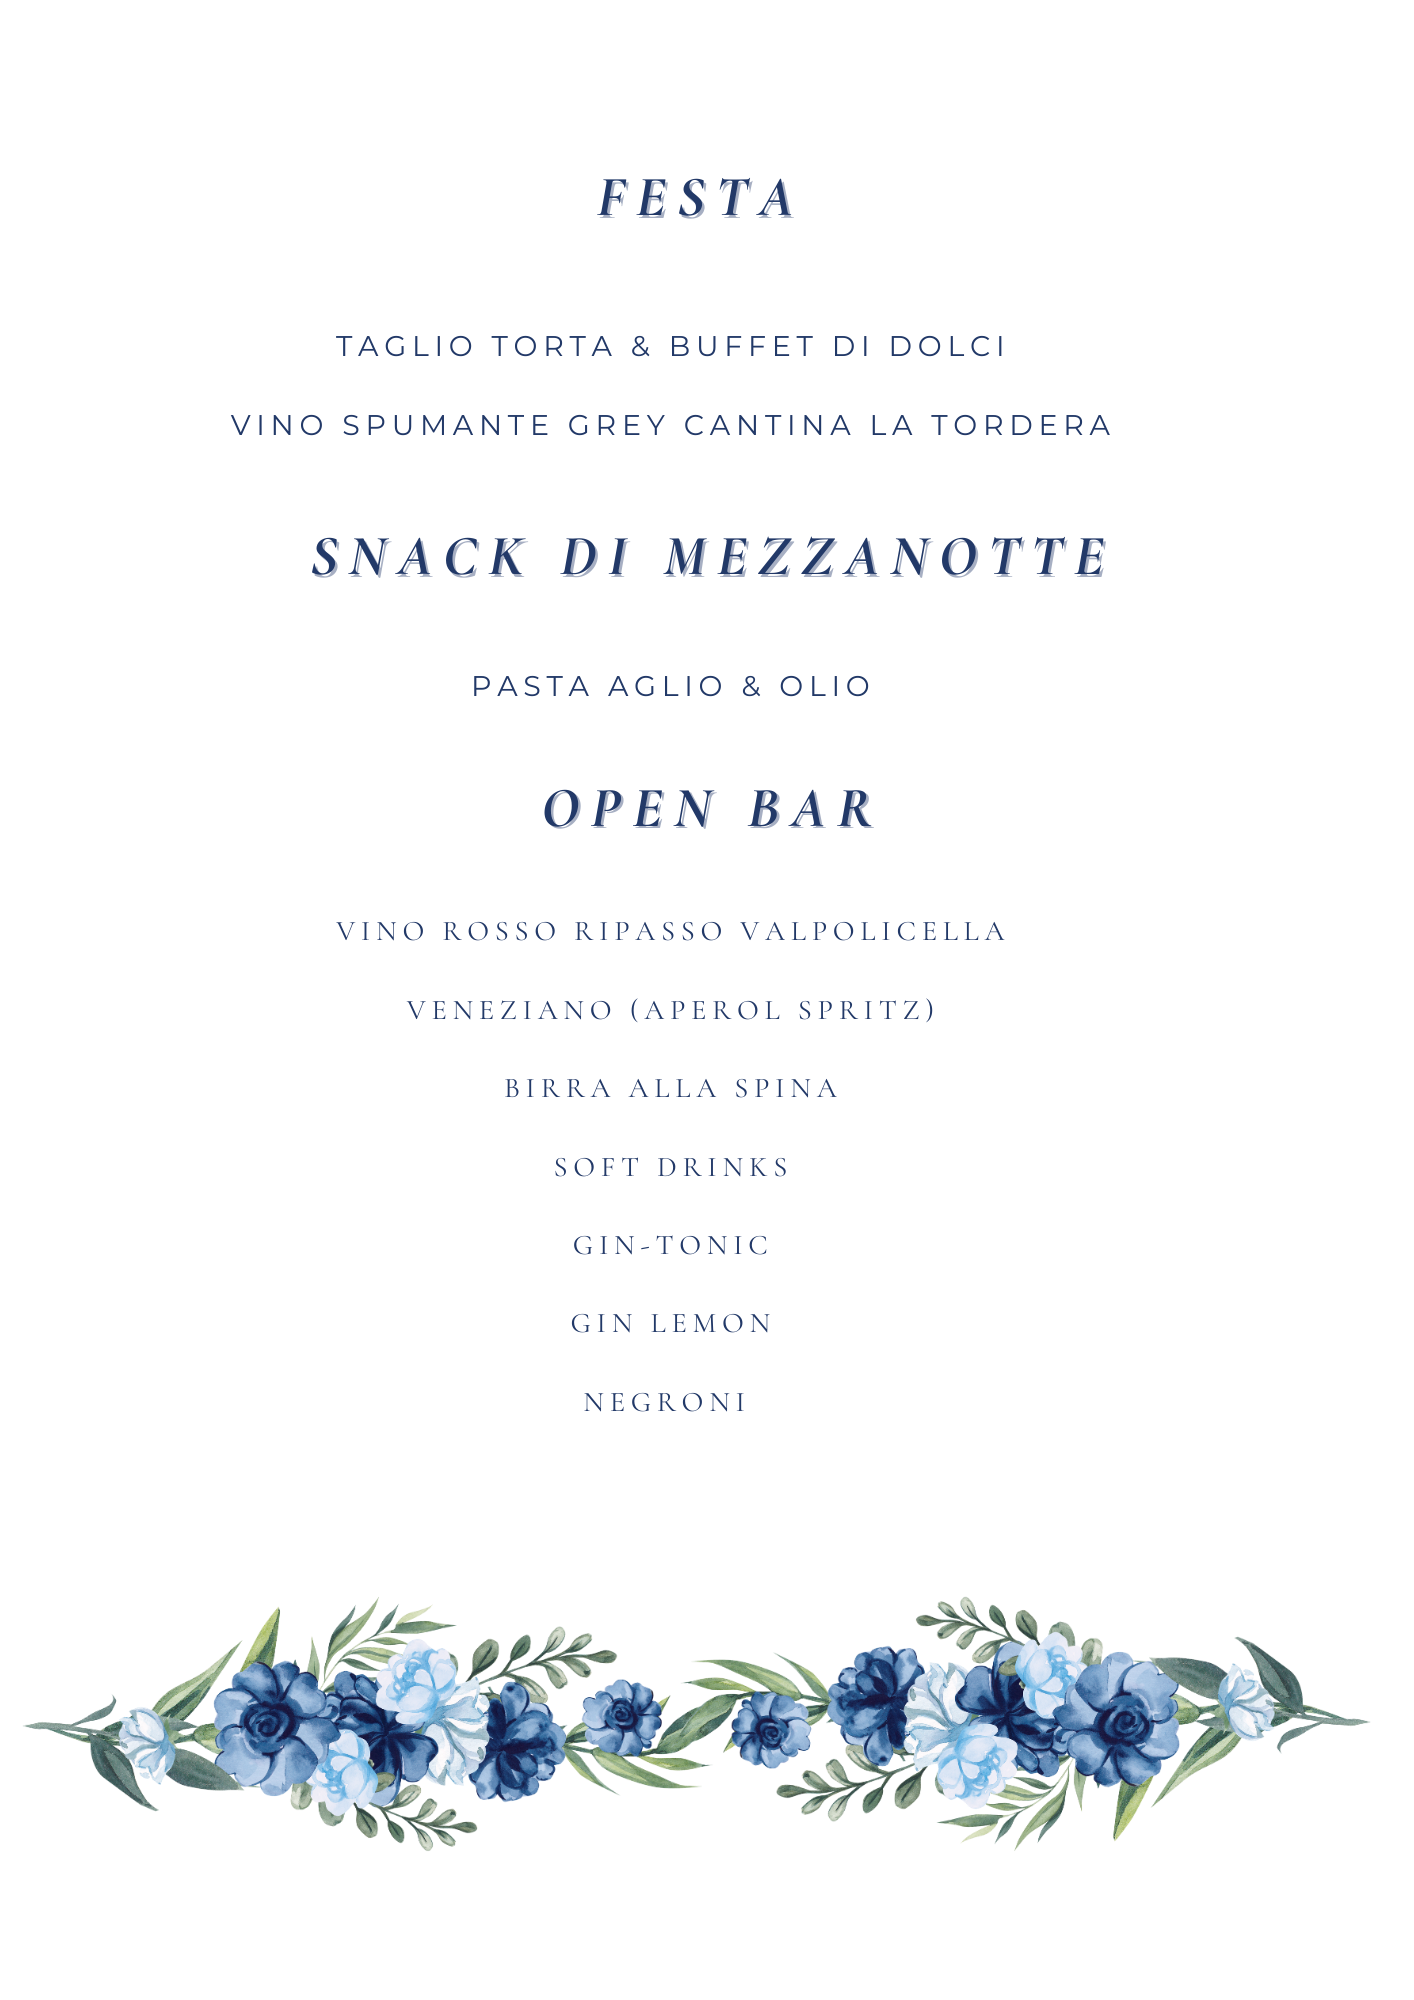 FESTA
TAGLIO TORTA & BUFFET DI DOLCI
VINO SPUMANTE GREY CANTINA LA TORDERA
SNACK DI MEZZANOTTE
PASTA AGLIO & OLIO
OPEN BAR
VINO ROSSO RIPASSO VALPOLICELLA
VENEZIANO (APEROL SPRITZ)
BIRRA ALLA SPINA
SOFT DRINKS
GIN-TONIC
GIN LEMON
NEGRONI